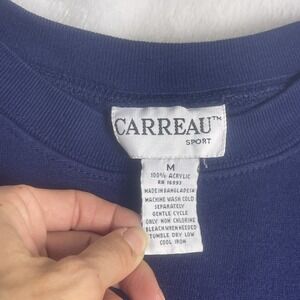 CARREAU™
SPORT
M
100% ACRYLIC
RN 16993
MADE IN BANGLADESH
MACHINE WASH COLD
SEPARATELY
GENTLE CYCLE
ONLY NON CHLORINE
BLEACH WHEN NEEDED
TUMBLE DRY LOW
COOL IRON